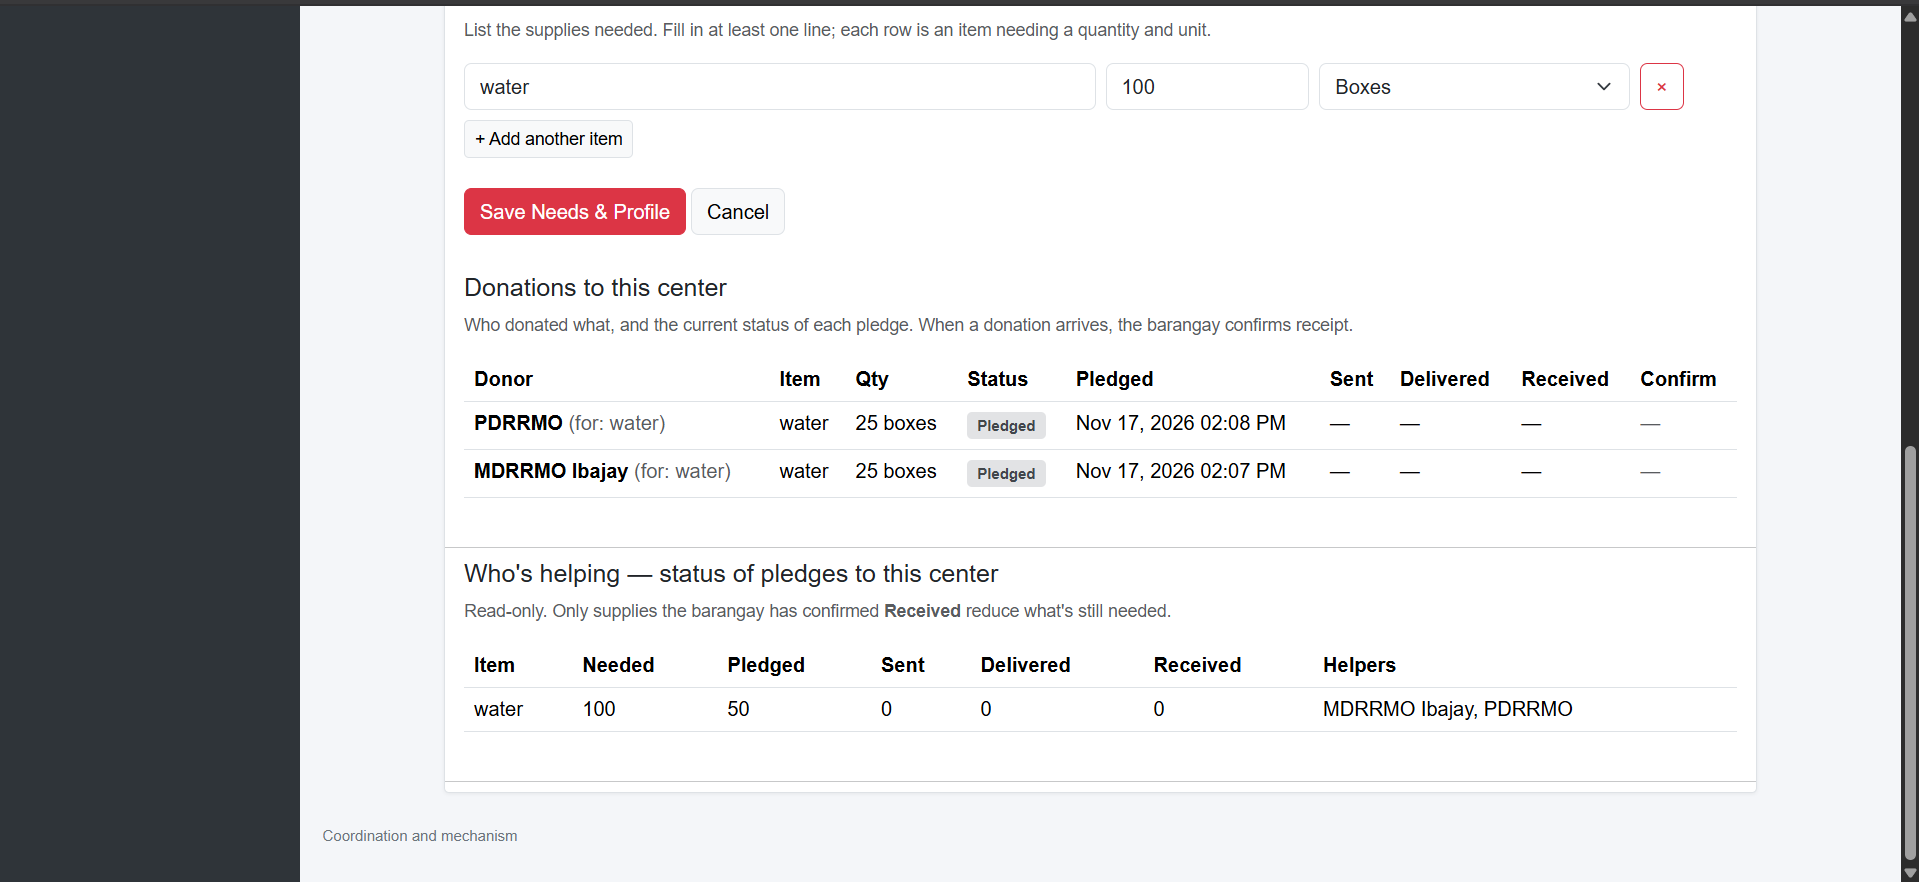 List the supplies needed. Fill in at least one line; each row is an item needing a quantity and unit.
water 100 Boxes ×
+ Add another item
Save Needs & Profile Cancel
Donations to this center
Who donated what, and the current status of each pledge. When a donation arrives, the barangay confirms receipt.
Donor Item Qty Status Pledged Sent Delivered Received Confirm
PDRRMO (for: water) water 25 boxes Pledged Nov 17, 2026 02:08 PM — — — —
MDRRMO Ibajay (for: water) water 25 boxes Pledged Nov 17, 2026 02:07 PM — — — —
Who's helping — status of pledges to this center
Read-only. Only supplies the barangay has confirmed Received reduce what's still needed.
Item Needed Pledged Sent Delivered Received Helpers
water 100 50 0 0 0 MDRRMO Ibajay, PDRRMO
Coordination and mechanism